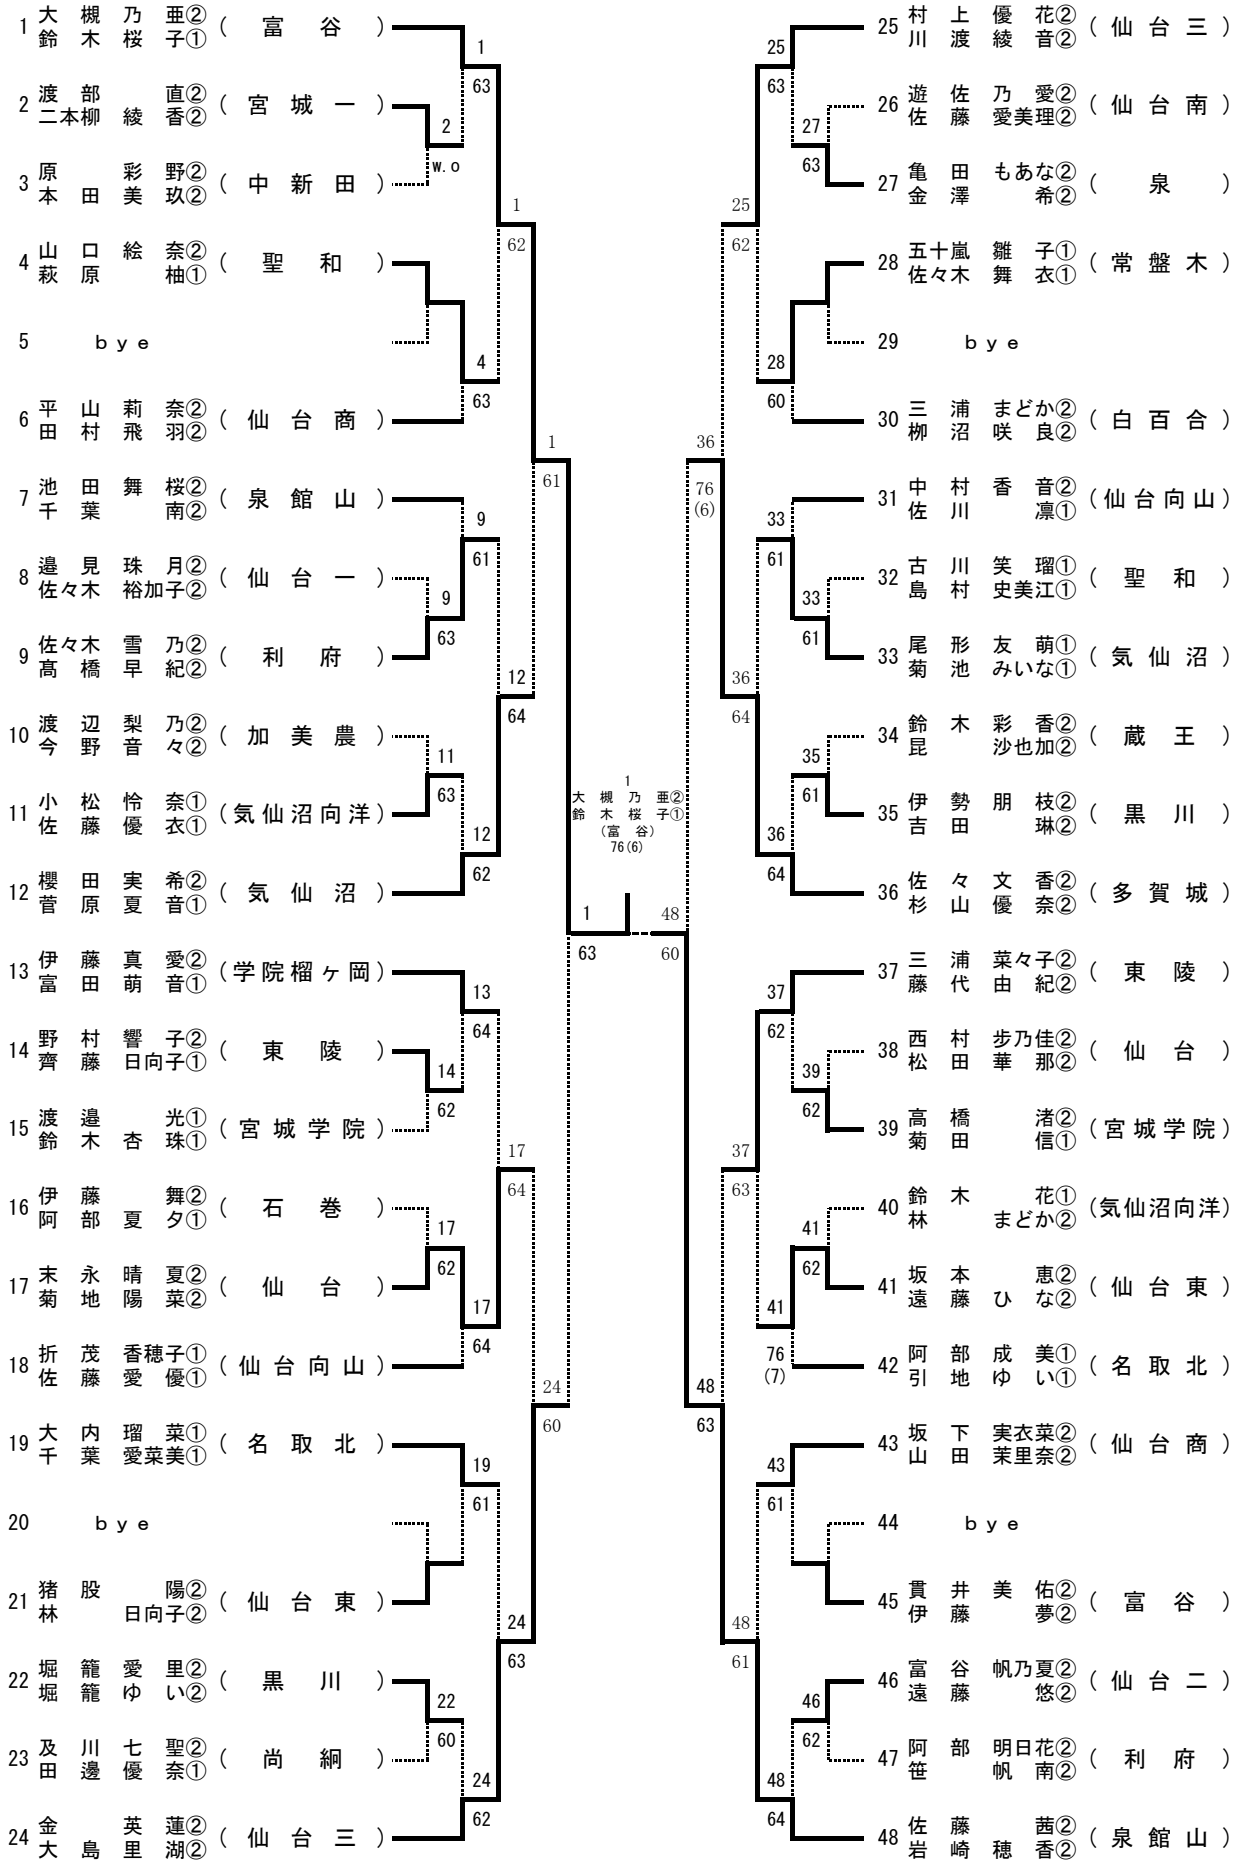 1 大槻乃亜② (富谷)
鈴木桜子①
2 渡部直② (宮城一)
二本柳綾香②
3 原彩野② (中新田)
本田美玖②
4 山口絵奈② (聖和)
萩原柚①
5 bye
6 平山莉奈② (仙台商)
田村飛羽②
7 池田舞桜② (泉館山)
千葉南②
8 邉見珠月② (仙台一)
佐々木裕加子②
9 佐々木雪乃② (利府)
髙橋早紀②
10 渡辺梨乃② (加美農)
今野音々②
11 小松怜奈① (気仙沼向洋)
佐藤優衣①
12 櫻田実希② (気仙沼)
菅原夏音①
13 伊藤真愛② (学院榴ヶ岡)
富田萌音①
14 野村響子② (東陵)
齊藤日向子①
15 渡邉光① (宮城学院)
鈴木杏珠①
16 伊藤舞② (石巻)
阿部夏夕①
17 末永晴夏② (仙台)
菊地陽菜②
18 折茂香穂子① (仙台向山)
佐藤愛優①
19 大内瑠菜① (名取北)
千葉愛菜美①
20 bye
21 猪股陽② (仙台東)
林日向子②
22 堀籠愛里② (黒川)
堀籠ゆい②
23 及川七聖② (尚絅)
田邊優奈①
24 金英蓮② (仙台三)
大島里湖②
1
63
2
w.o
4
63
9
61
9
63
11
63
12
62
13
64
14
62
17
62
17
64
19
61
22
60
24
62
1
62
12
64
17
64
24
63
1
61
24
60
1
63
1
大槻乃亜②
鈴木桜子①
(富谷)
76(6)
48
60
36
76
(6)
48
63
25
62
36
64
37
63
48
61
25
63
27
63
28
60
33
61
33
61
35
61
36
64
37
62
39
62
41
62
41
76
(7)
43
61
46
62
48
64
25 村上優花② (仙台三)
川渡綾音②
26 遊佐乃愛② (仙台南)
佐藤愛美理②
27 亀田もあな② (泉)
金澤希②
28 五十嵐雛子① (常盤木)
佐々木舞衣①
29 bye
30 三浦まどか② (白百合)
栁沼咲良②
31 中村香音② (仙台向山)
佐川凛①
32 古川笑瑠① (聖和)
島村史美江①
33 尾形友萌① (気仙沼)
菊池みいな①
34 鈴木彩香② (蔵王)
昆沙也加②
35 伊勢朋枝② (黒川)
吉田琳②
36 佐々文香② (多賀城)
杉山優奈②
37 三浦菜々子② (東陵)
藤代由紀②
38 西村歩乃佳② (仙台)
松田華那②
39 高橋渚② (宮城学院)
菊田信①
40 鈴木花① (気仙沼向洋)
林まどか②
41 坂本恵② (仙台東)
遠藤ひな②
42 阿部成美① (名取北)
引地ゆい①
43 坂下実衣菜② (仙台商)
山田茉里奈②
44 bye
45 貫井美佑② (富谷)
伊藤夢②
46 富谷帆乃夏② (仙台二)
遠藤悠②
47 阿部明日花② (利府)
笹帆南②
48 佐藤茜② (泉館山)
岩崎穂香②